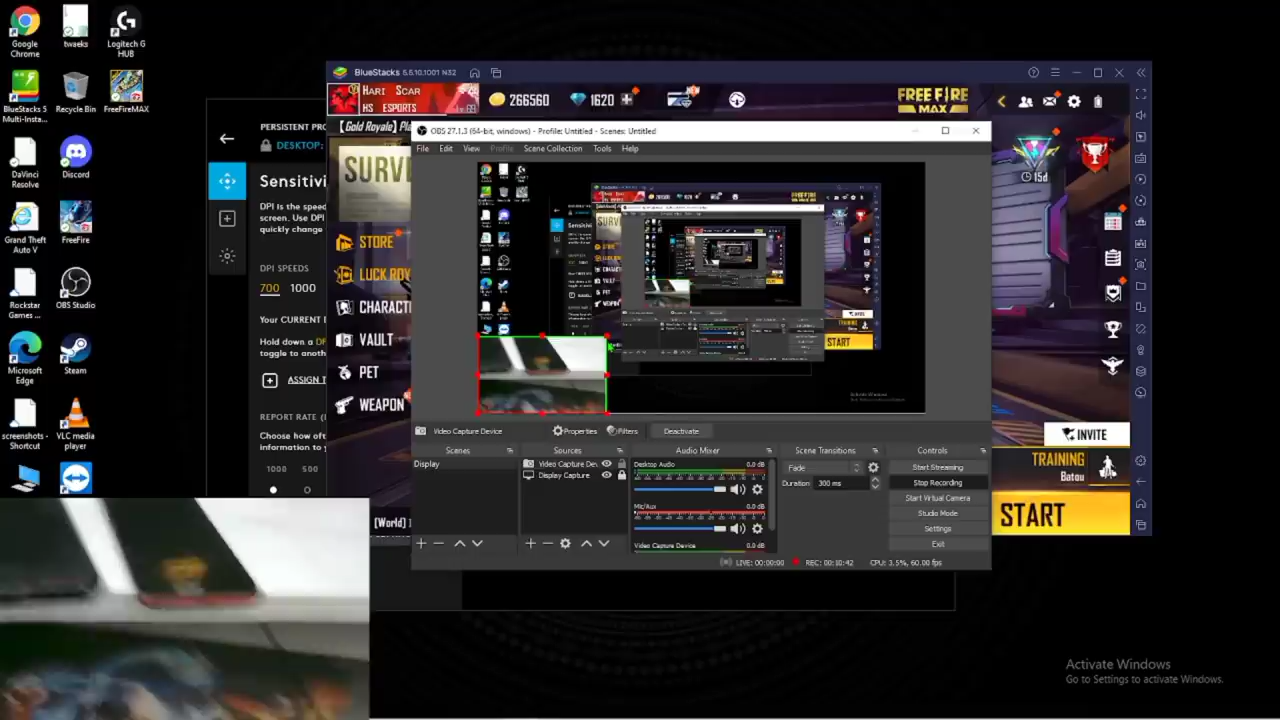 Google
Chrome
twaeks
Logitech G
HUB
BlueStacks 5
Multi-Insta...
Recycle Bin
FreeFireMAX
DaVinci
Resolve
Discord
Grand Theft
Auto V
FreeFire
Rockstar
Games ...
OBS Studio
Microsoft
Edge
Steam
screenshots -
Shortcut
VLC media
player
PERSISTENT PRO
DESKTOP:
Sensitivi
DPI is the speed
screen. Use DPI
quickly change
DPI SPEEDS
700 1000
Your CURRENT
Hold down a
toggle to anothe
ASSIGN T
REPORT RATE (
Choose how oft
information to y
1000 500
BlueStacks 5.5.10.1001 N32
Hari Scar
HS ESPORTS
266560
1620
FREE FIRE
MAX
[Gold Royale] Pla
SURVI
STORE
LUCK ROY
CHARACT
VAULT
PET
WEAPON
[World]
15d
INVITE
TRAINING
Batou
START
OBS 27.1.3 (64-bit, windows) - Profile: Untitled - Scenes: Untitled
File Edit View Profile Scene Collection Tools Help
Video Capture Device
Properties
Filters
Deactivate
Scenes
Display
Sources
Video Capture Dev
Display Capture
Audio Mixer
Desktop Audio 0.0 dB
Mic/Aux 0.0 dB
Video Capture Device 0.0 dB
Scene Transitions
Fade
Duration: 300 ms
Controls
Start Streaming
Stop Recording
Start Virtual Camera
Studio Mode
Settings
Exit
LIVE: 00:00:00
REC: 00:10:42
CPU: 3.5%, 60.00 fps
Activate Windows
Go to Settings to activate Windows.